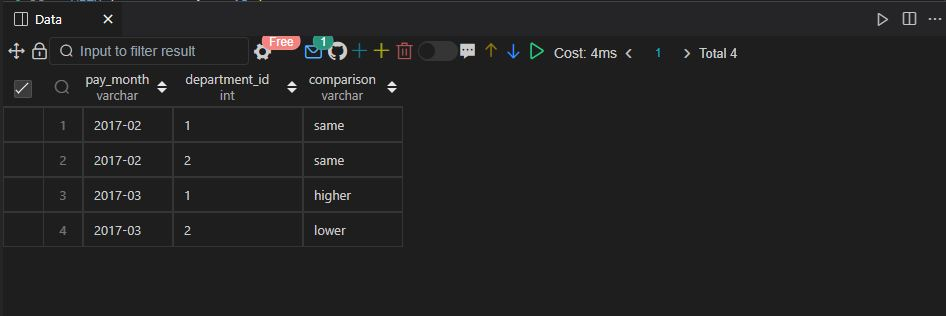 Data
Input to filter result
Free
1
Cost: 4ms
1
Total 4
pay_month department_id comparison
varchar int varchar
1 2017-02 1 same
2 2017-02 2 same
3 2017-03 1 higher
4 2017-03 2 lower